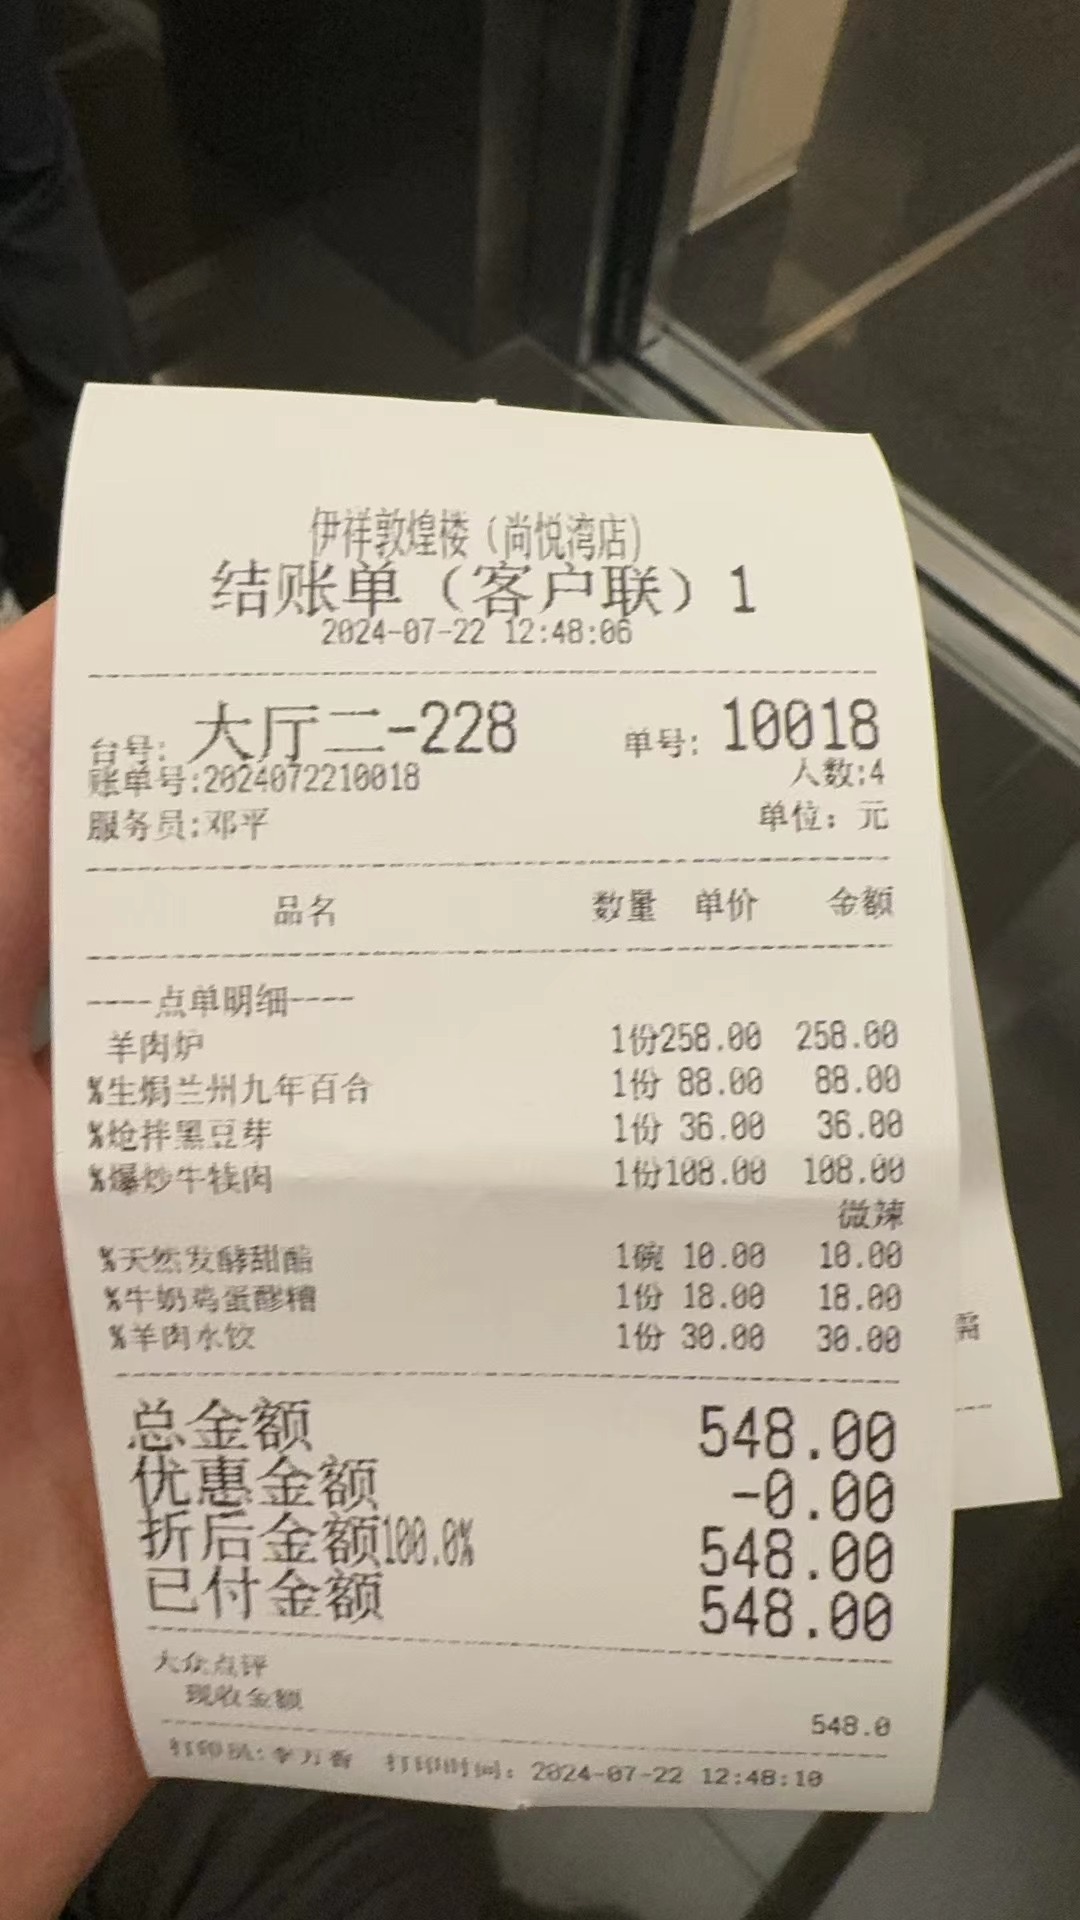 伊祥敦煌楼（尚悦湾店）
结账单（客户联）1
2024-07-22 12:48:06
台号: 大厅二-228 单号: 10018
账单号:2024072210018 人数:4
服务员:邓平 单位：元
品名 数量 单价 金额
----点单明细----
羊肉炉 1份258.00 258.00
%生焗兰州九年百合 1份 88.00 88.00
%炝拌黑豆芽 1份 36.00 36.00
%爆炒牛犊肉 1份108.00 108.00
微辣
%天然发酵甜醅 1碗 10.00 10.00
%牛奶鸡蛋醪糟 1份 18.00 18.00
%羊肉水饺 1份 30.00 30.00
总金额 548.00
优惠金额 -0.00
折后金额100.0% 548.00
已付金额 548.00
大众点评
现收金额 548.0
打印员:李万香 打印时间: 2024-07-22 12:48:10